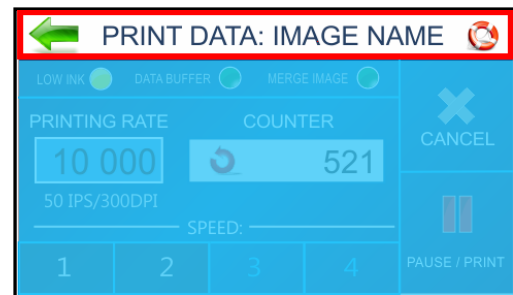 PRINT DATA: IMAGE NAME
LOW INK DATA BUFFER MERGE IMAGE
PRINTING RATE COUNTER
10 000 521
CANCEL
50 IPS/300DPI
SPEED:
1 2 3 4
PAUSE / PRINT